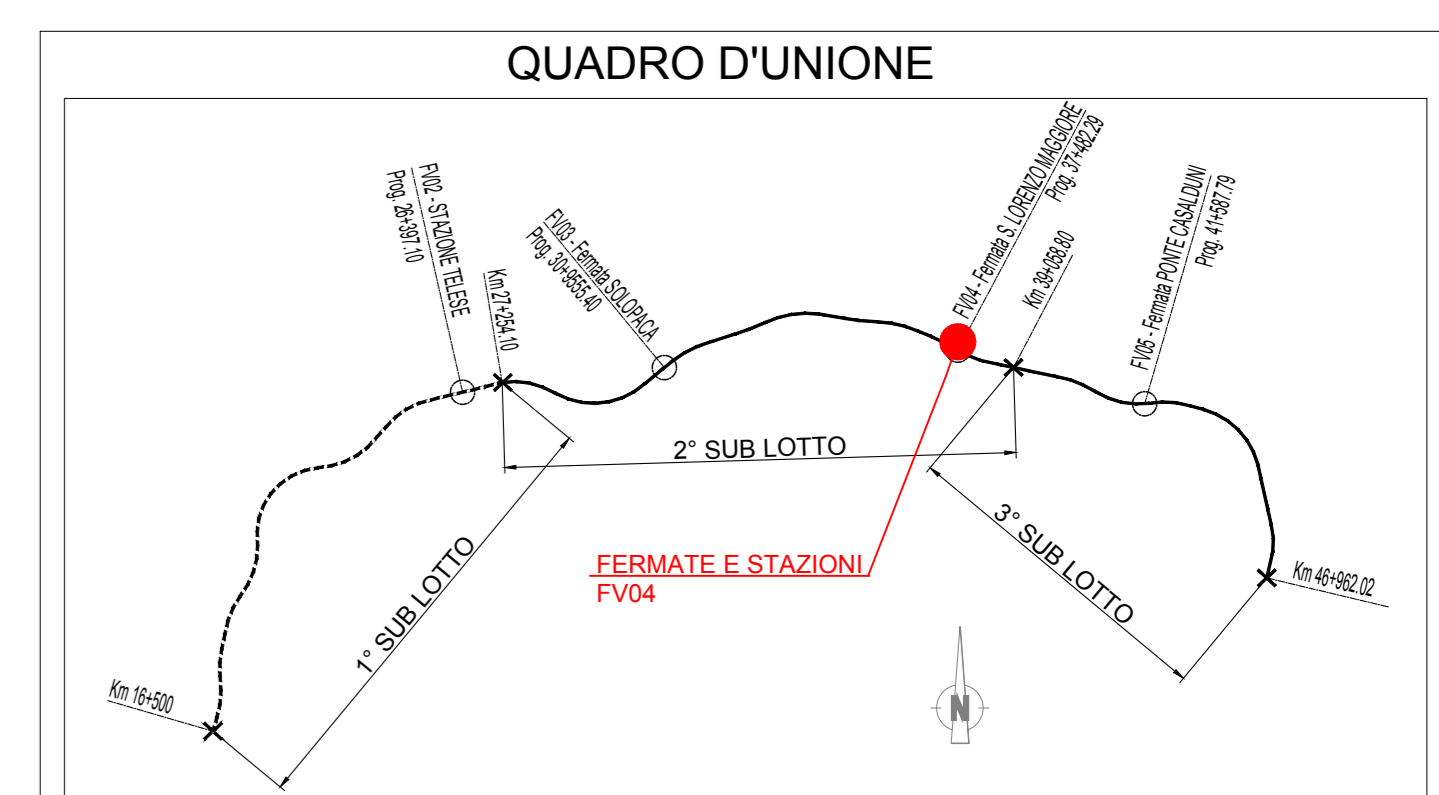 QUADRO D'UNIONE
FV02 - STAZIONE TELESE
Prog. 26+397.10
Km 27+254.10
FV03 - Fermata SOLOPACA
Prog. 30+9555.40
FV04 - Fermata S. LORENZO MAGGIORE
Prog. 37+482.29
Km 39+058.80
FV05 - Fermata PONTE CASALDUNI
Prog. 41+587.79
2° SUB LOTTO
1° SUB LOTTO
3° SUB LOTTO
FERMATE E STAZIONI
FV04
Km 46+962.02
Km 16+500
N